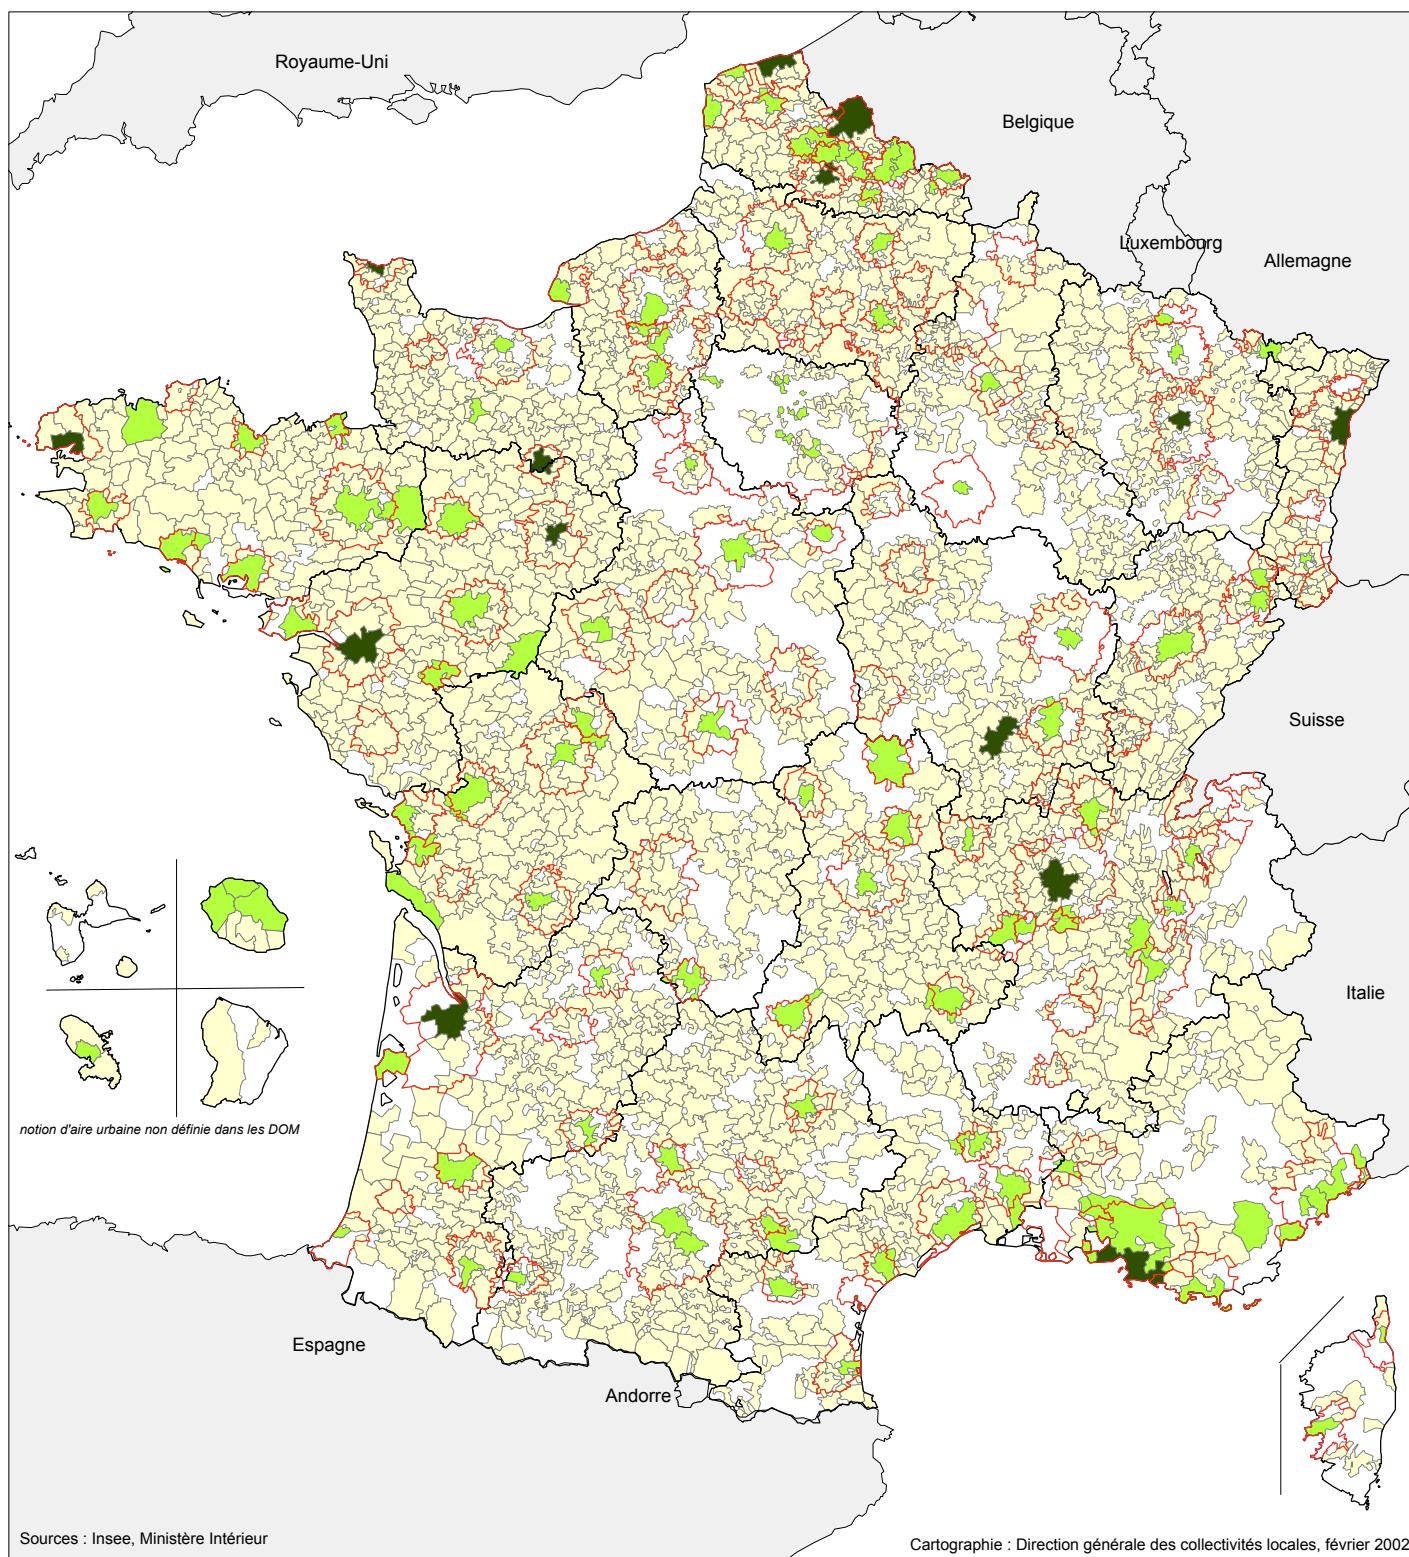 Royaume-Uni
Belgique
Luxembourg
Allemagne
Suisse
Italie
notion d'aire urbaine non définie dans les DOM
Espagne
Andorre
Sources : Insee, Ministère Intérieur
Cartographie : Direction générale des collectivités locales, février 2002